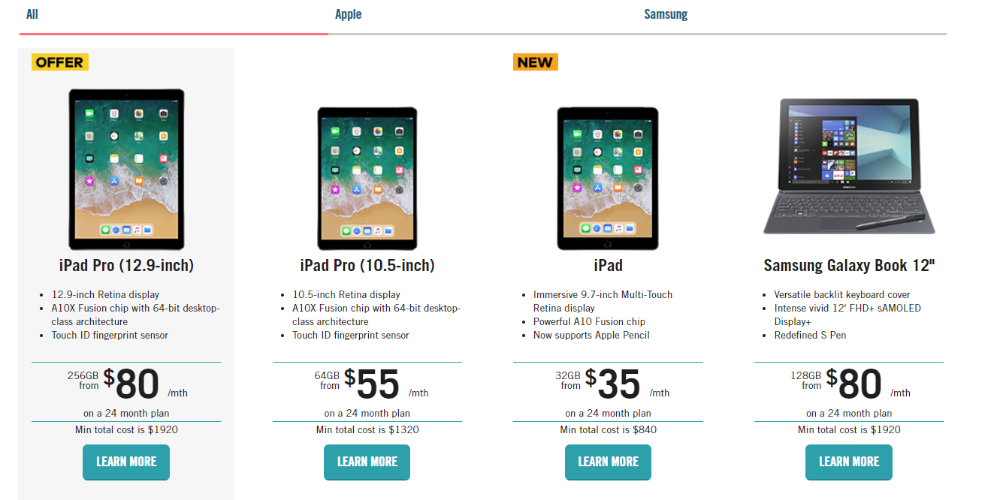 All
Apple
Samsung
OFFER
iPad Pro (12.9-inch)
12.9-inch Retina display
A10X Fusion chip with 64-bit desktop-
class architecture
Touch ID fingerprint sensor
256GB
from
$80 /mth
on a 24 month plan
Min total cost is $1920
LEARN MORE
iPad Pro (10.5-inch)
10.5-inch Retina display
A10X Fusion chip with 64-bit desktop-
class architecture
Touch ID fingerprint sensor
64GB
from
$55 /mth
on a 24 month plan
Min total cost is $1320
LEARN MORE
NEW
iPad
Immersive 9.7-inch Multi-Touch
Retina display
Powerful A10 Fusion chip
Now supports Apple Pencil
32GB
from
$35 /mth
on a 24 month plan
Min total cost is $840
LEARN MORE
SAMSUNG
Samsung Galaxy Book 12"
Versatile backlit keyboard cover
Intense vivid 12' FHD+ sAMOLED
Display+
Redefined S Pen
128GB
from
$80 /mth
on a 24 month plan
Min total cost is $1920
LEARN MORE